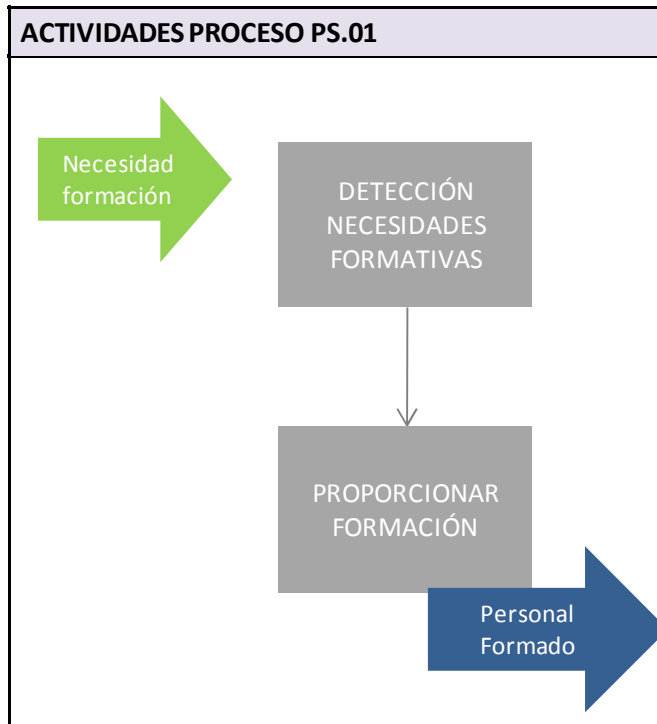 ACTIVIDADES PROCESO PS.01
Necesidad
formación
DETECCIÓN
NECESIDADES
FORMATIVAS
PROPORCIONAR
FORMACIÓN
Personal
Formado